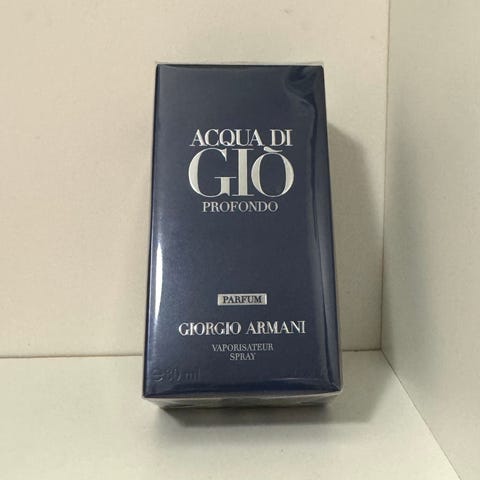 ACQUA DI
GIÒ
PROFONDO
PARFUM
GIORGIO ARMANI
VAPORISATEUR
SPRAY